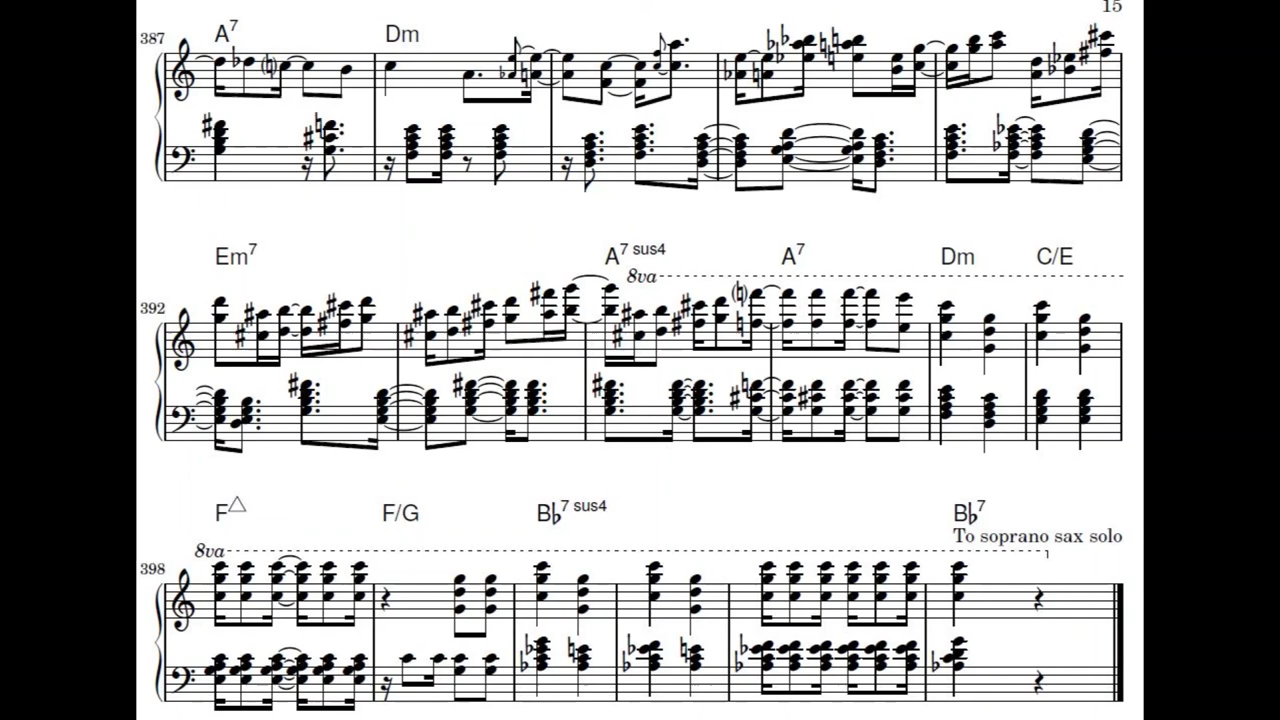 15
A7 Dm
387
Em7 A7 sus4 A7 Dm C/E
8va
392
F△ F/G B♭7 sus4 B♭7
To soprano sax solo
8va
398